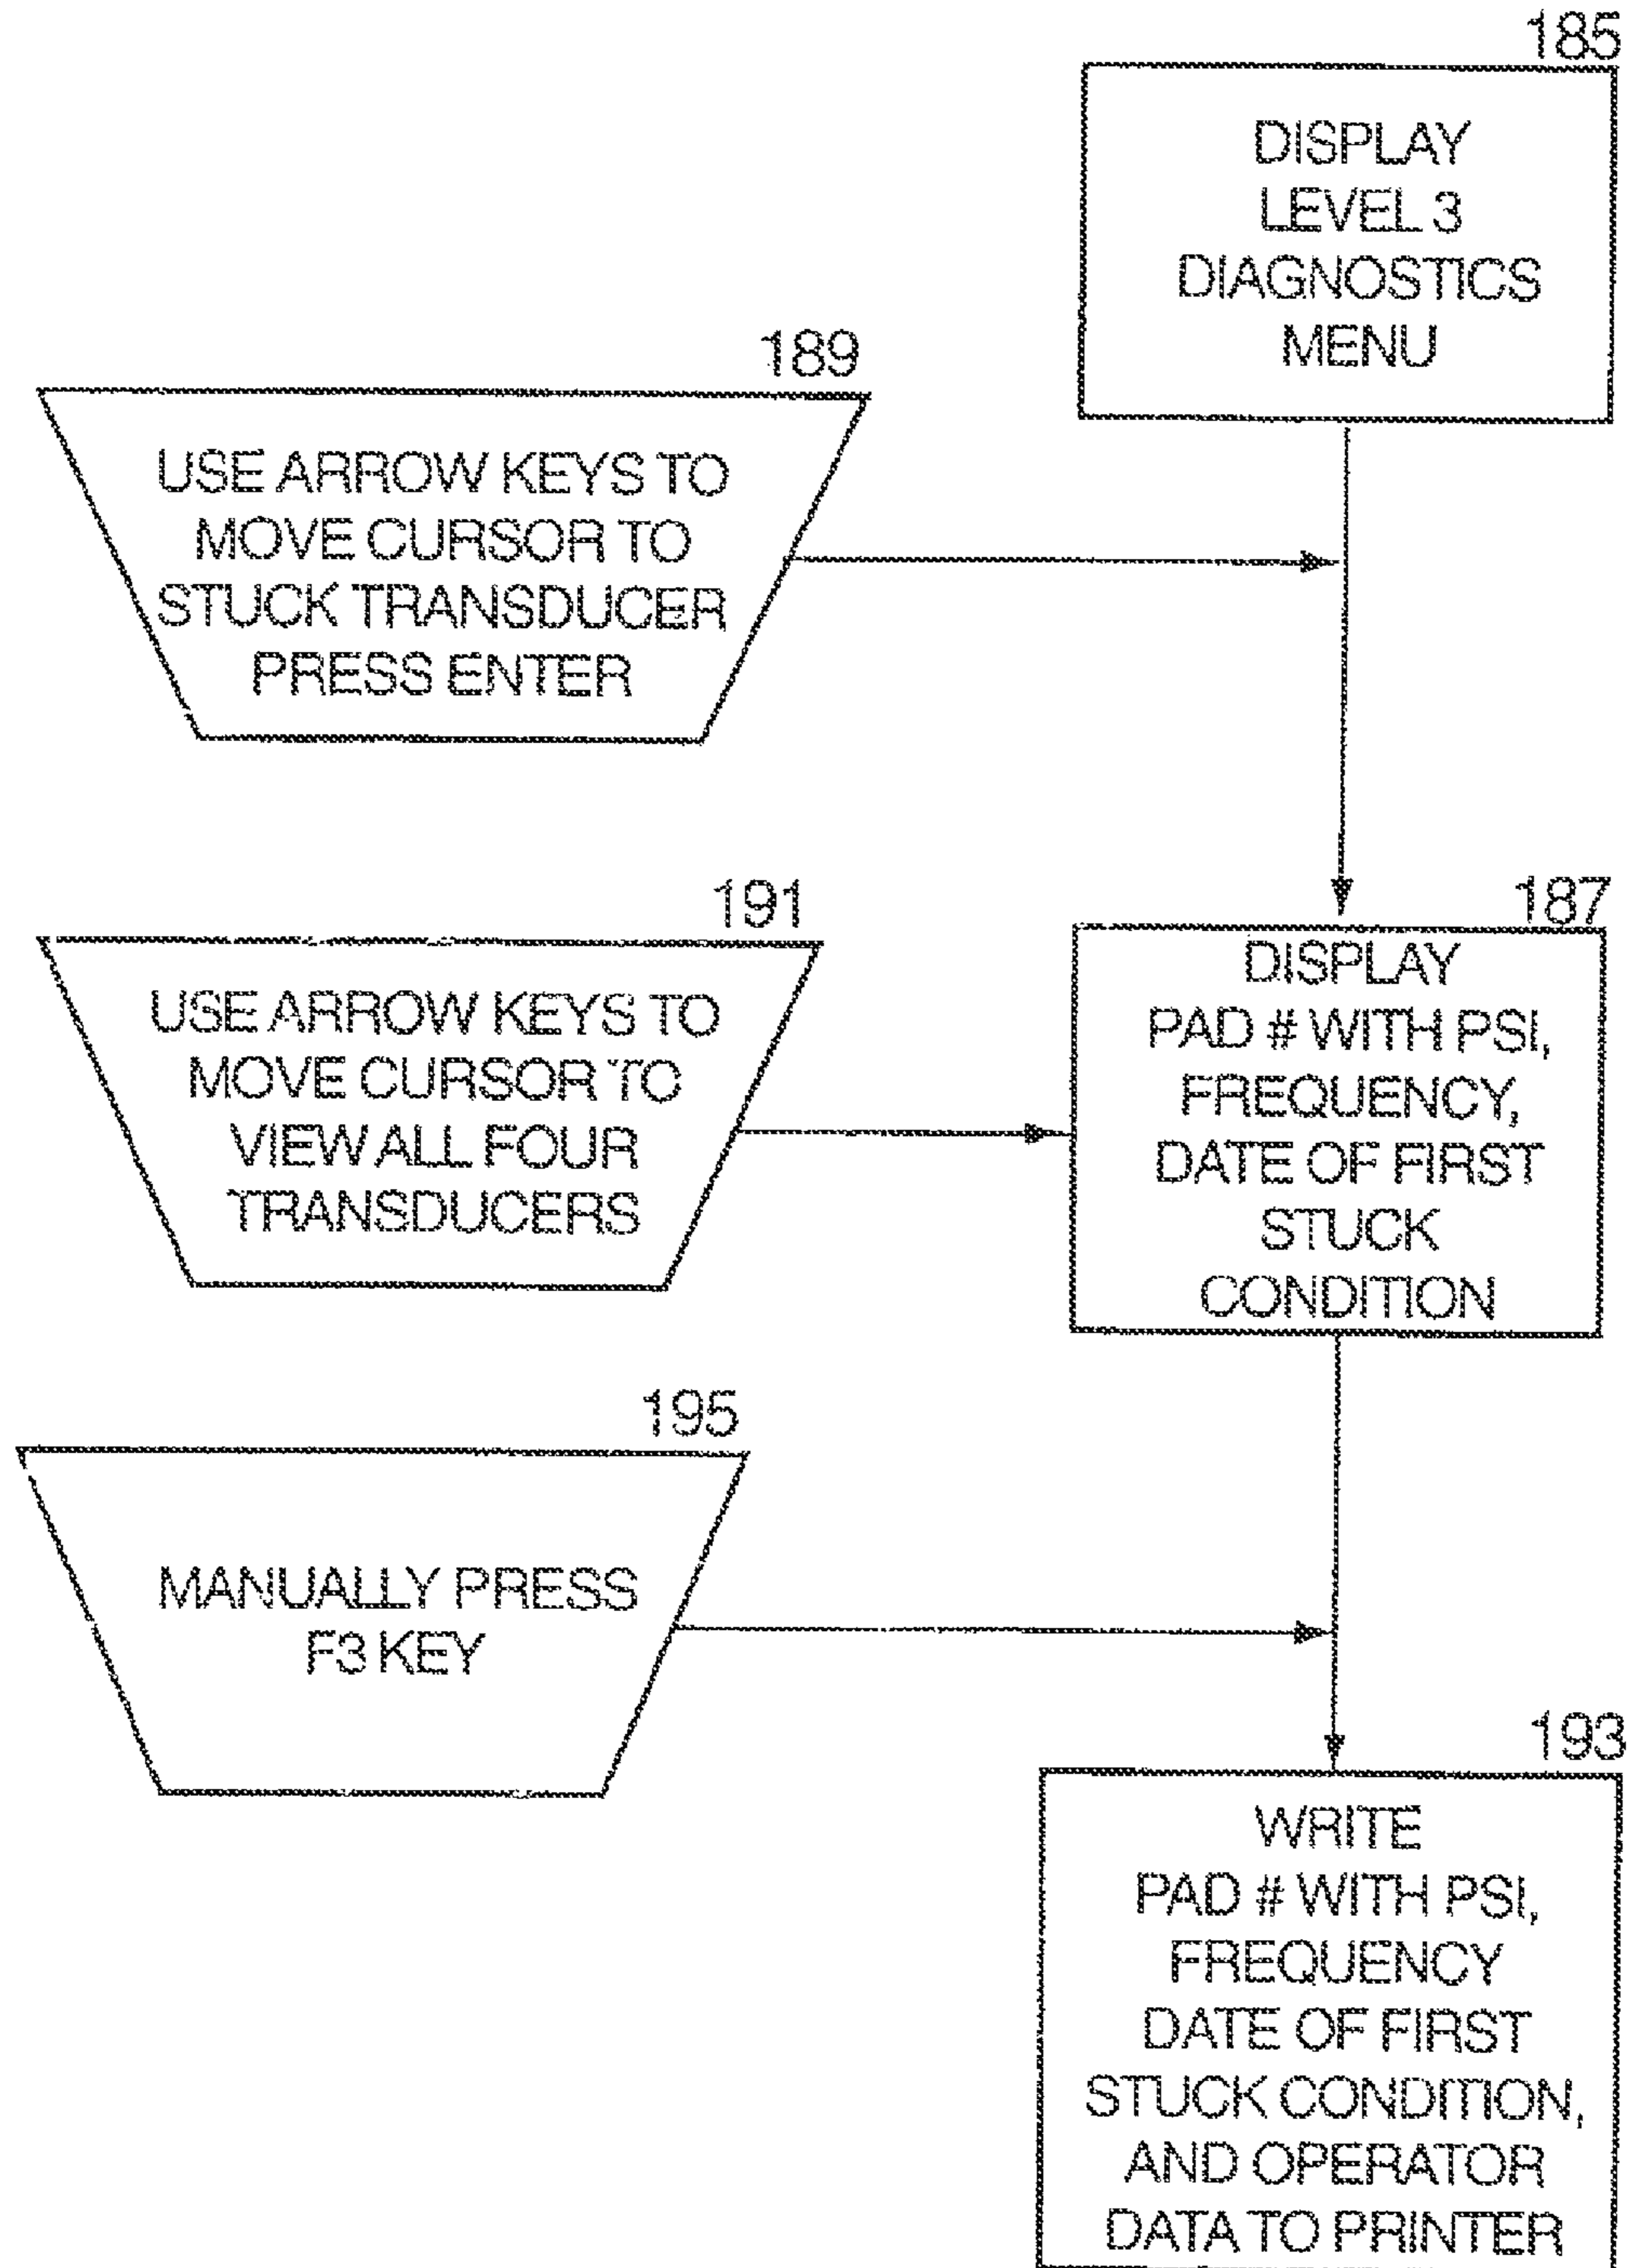 185
DISPLAY
LEVEL 3
DIAGNOSTICS
MENU
189
USE ARROW KEYS TO
MOVE CURSOR TO
STUCK TRANSDUCER
PRESS ENTER
191
USE ARROW KEYS TO
MOVE CURSOR TO
VIEW ALL FOUR
TRANSDUCERS
187
DISPLAY
PAD # WITH PSI,
FREQUENCY,
DATE OF FIRST
STUCK
CONDITION
195
MANUALLY PRESS
F3 KEY
193
WRITE
PAD # WITH PSI,
FREQUENCY
DATE OF FIRST
STUCK CONDITION,
AND OPERATOR
DATA TO PRINTER